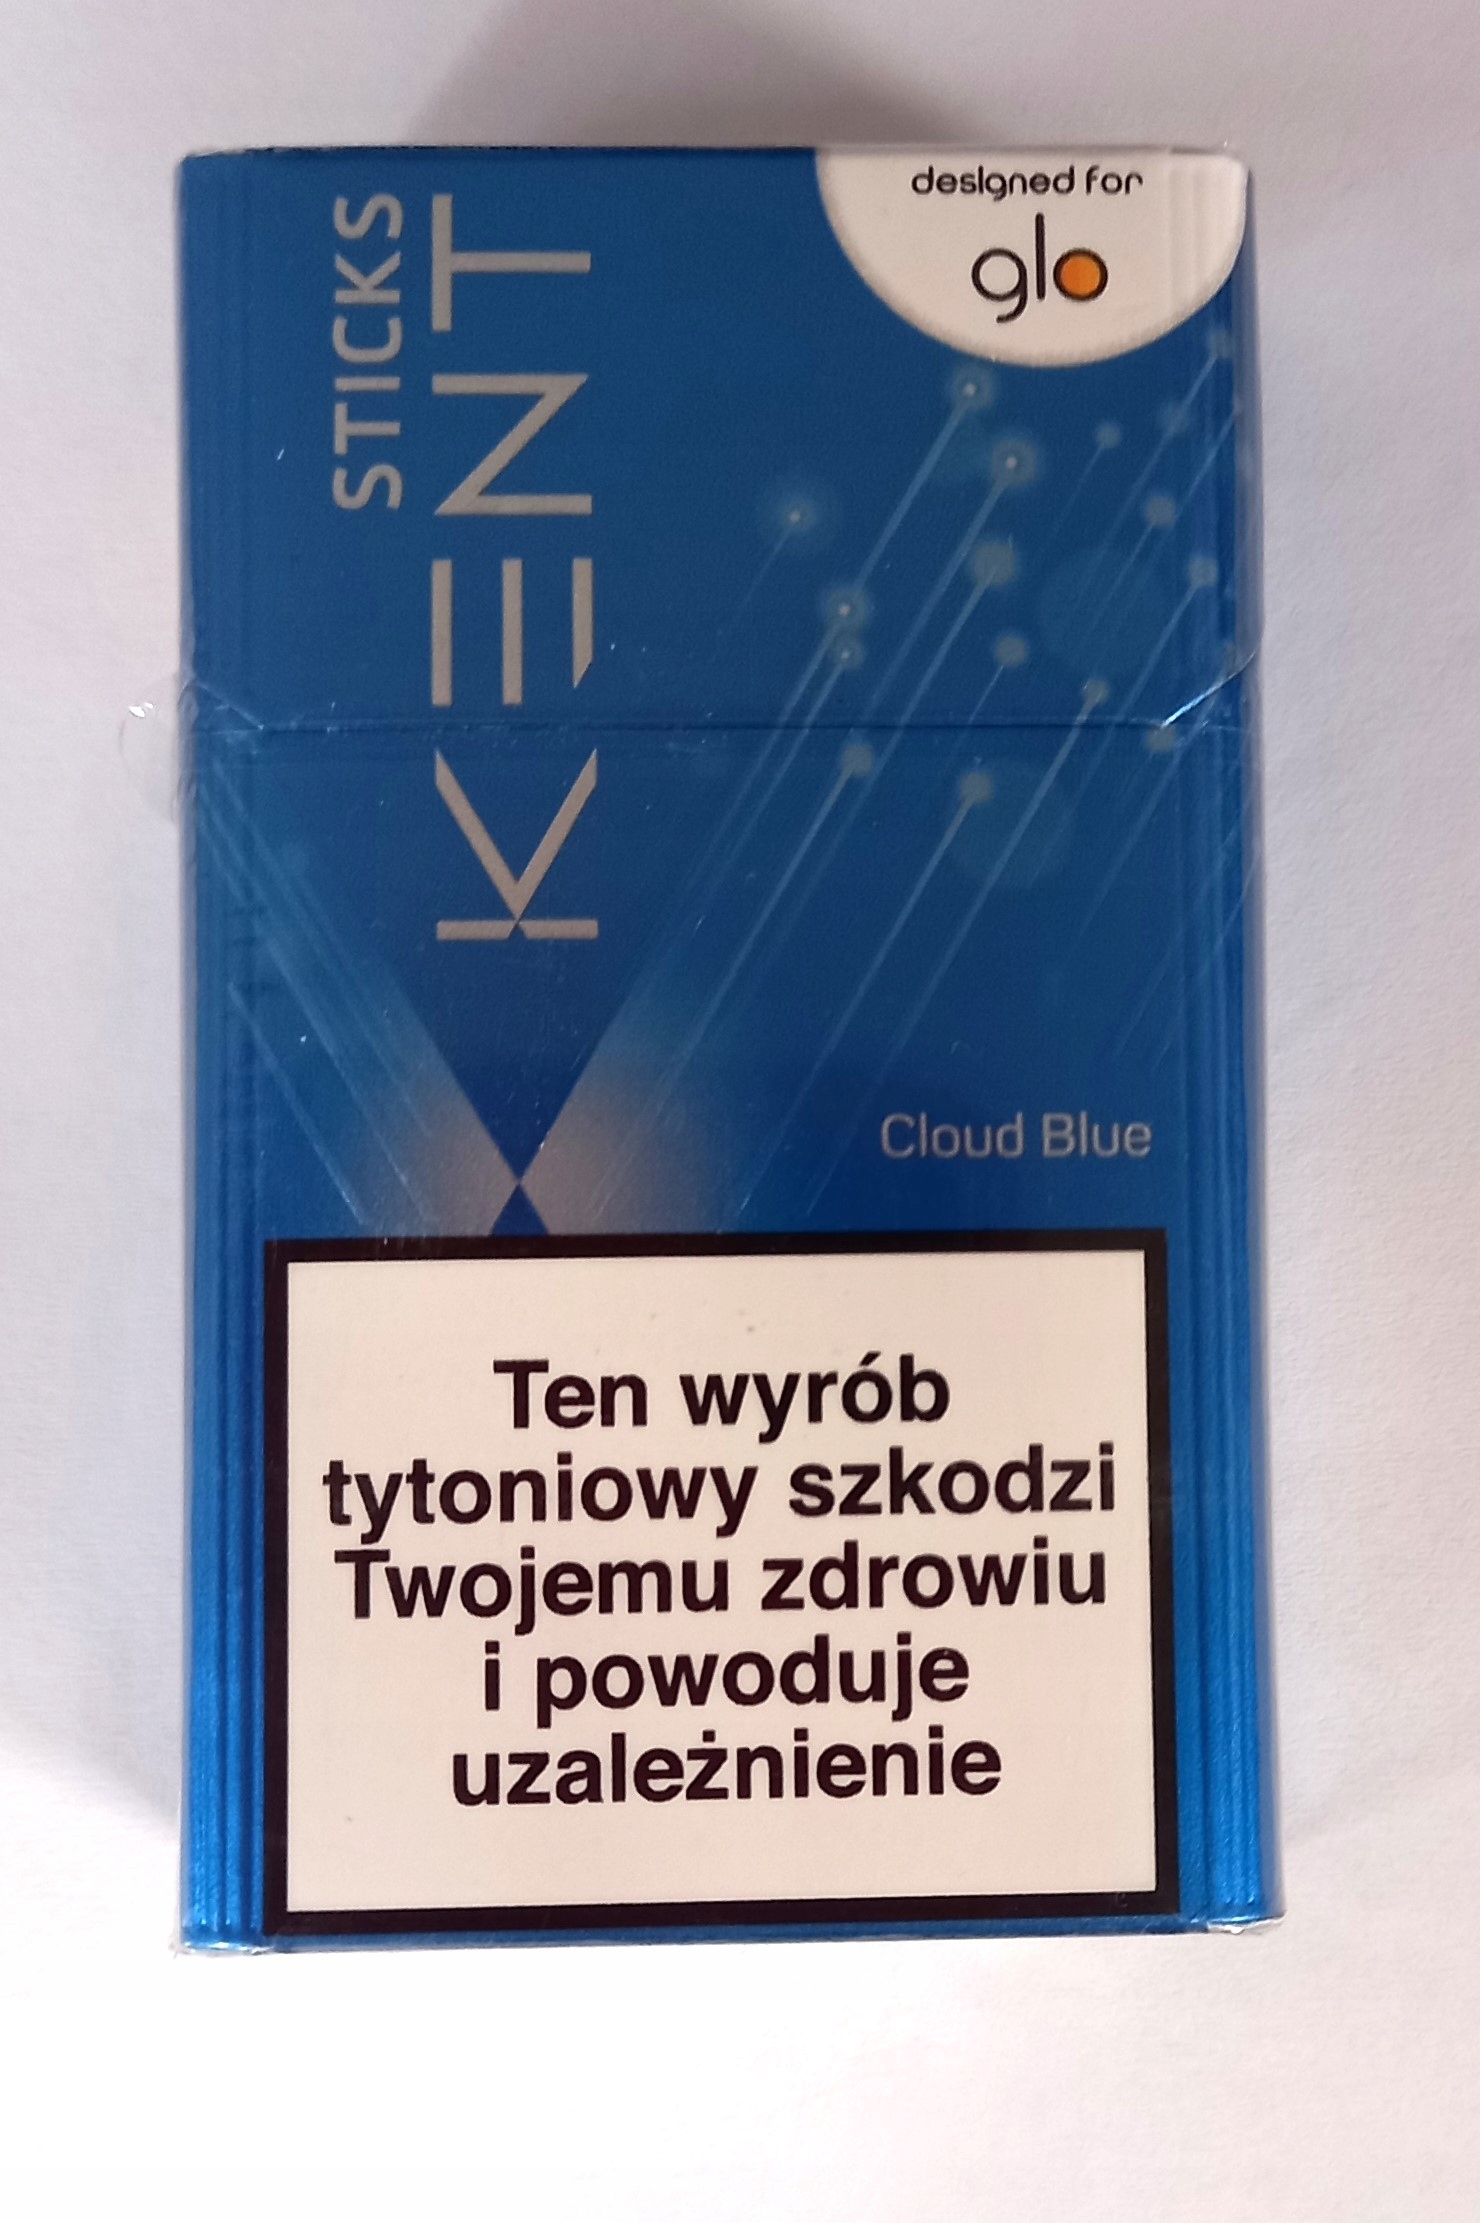 designed for
glo
STICKS
KENT
Cloud Blue
Ten wyrób
tytoniowy szkodzi
Twojemu zdrowiu
i powoduje
uzależnienie